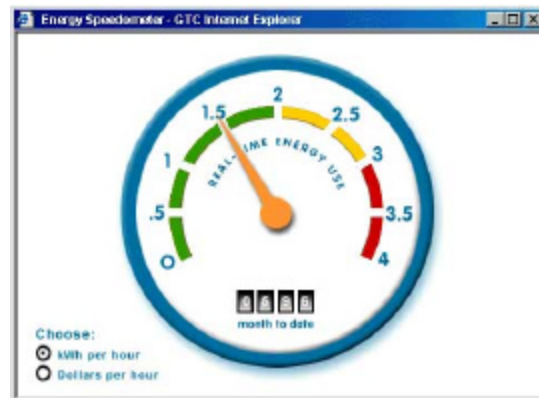 Energy Speedometer - GTC Internet Explorer
2
1.5
2.5
1
3
REAL-TIME ENERGY USE
.5
3.5
0
4
month to date
Choose:
kWh per hour
Dollars per hour